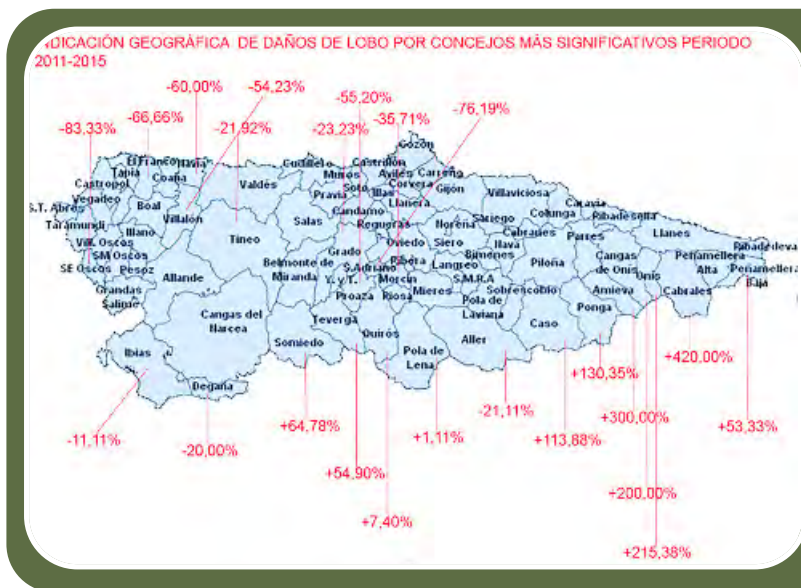 NDICACIÓN GEOGRÁFICA DE DAÑOS DE LOBO POR CONCEJOS MÁS SIGNIFICATIVOS PERIODO
2011-2015
-60,00%
-54,23%
-55,20%
-35,71%
-76,19%
-66,66%
-21,92%
-23,23%
-83,33%
Gozón
El Franco
Navia
Cudillero
Castrillón
Tapia
Coaña
Muros
Avilés
Carreño
Castropol
Valdés
Soto
Illas
Corvera
Gijón
Vegadeo
Boal
Pravia
Llanera
Villaviciosa
Caravia
S.T. Abres
Villalón
Salas
Candamo
Colunga
Ribadesella
Taramundi
Illano
Regueras
Noreña
Sariego
Cabranes
Llanes
Vill. Oscos
Tineo
Grado
Oviedo
Siero
Nava
Parres
Ribadedeva
SM Oscos
Belmonte de
Miranda
S.Adriano
Ribera
Bimenes
Piloña
Cangas
de Onís
Onís
Peñamellera
Alta
SE Oscos
Pesoz
Allande
Y. y T.
Morcín
Langreo
S.M.R.A
Peñamellera
Baja
Grandas
Salime
Proaza
Riosa
Mieres
Sobrescobio
Amieva
Cabrales
Cangas del
Narcea
Teverga
Pola de
Laviana
Ponga
Ibias
Somiedo
Quirós
Pola de
Lena
Aller
Caso
Degaña
+420,00%
+130,35%
-11,11%
-20,00%
+64,78%
+1,11%
-21,11%
+113,88%
+300,00%
+53,33%
+54,90%
+200,00%
+7,40%
+215,38%